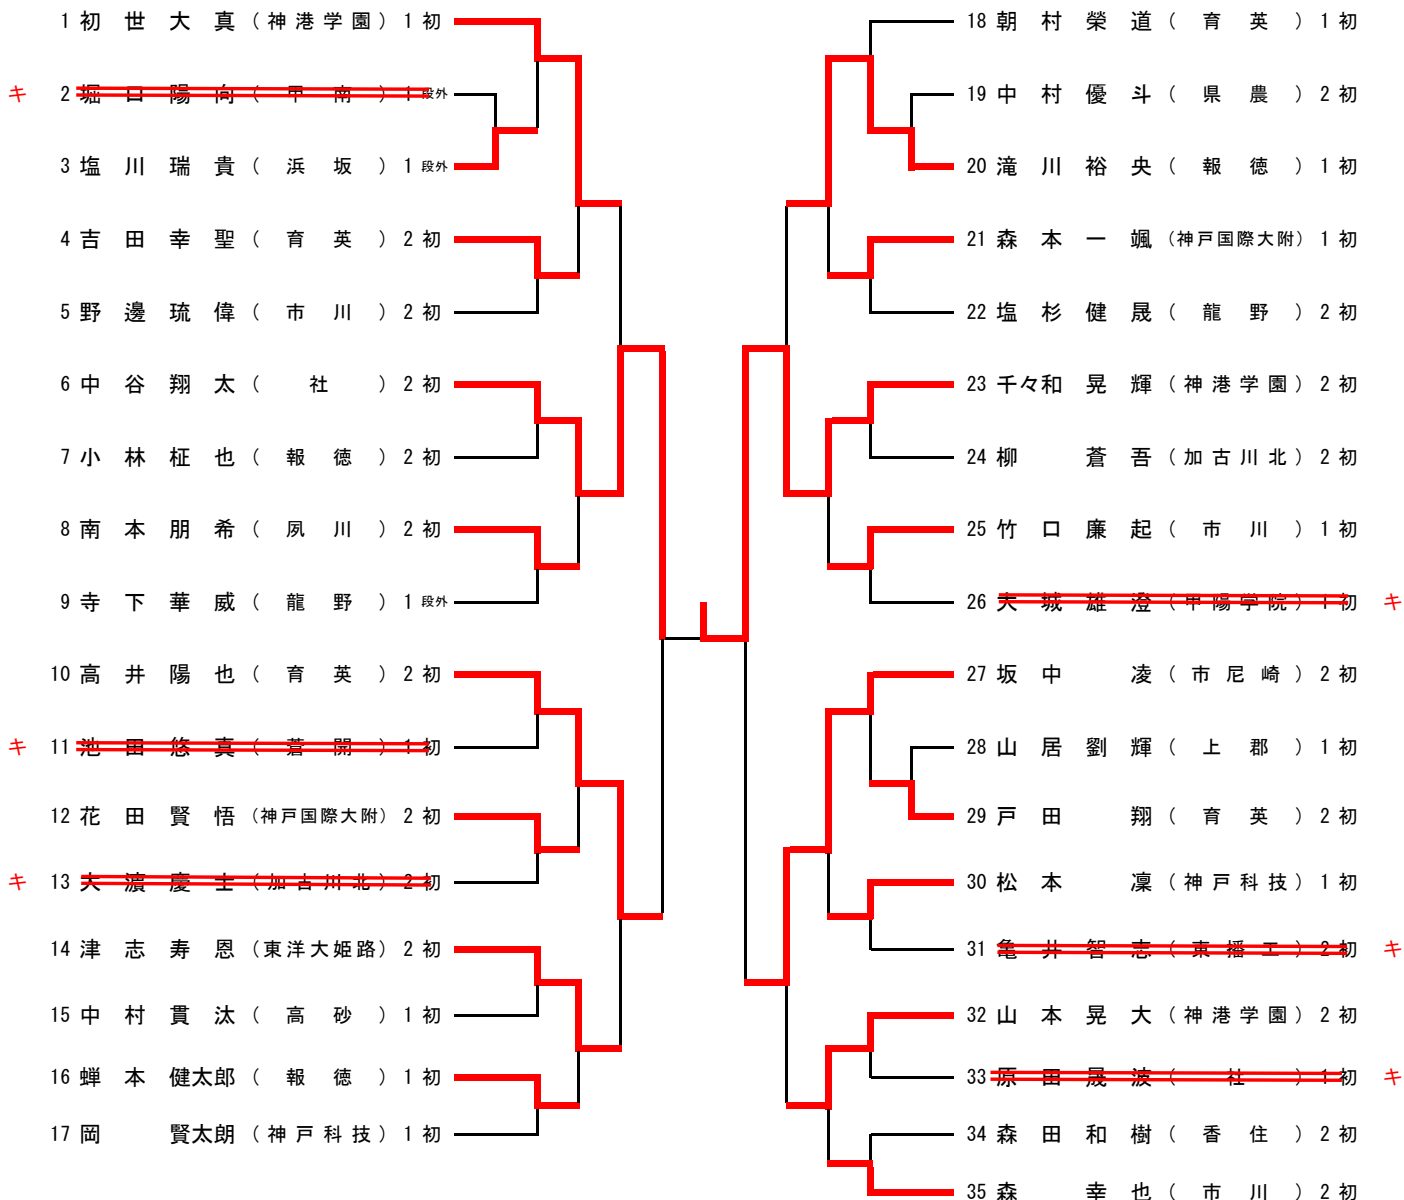 1 初世大真 （神港学園） 1 初
キ 2 堀口陽向 （甲南） 1 段外
3 塩川瑞貴 （浜坂） 1 段外
4 吉田幸聖 （育英） 2 初
5 野邊琉偉 （市川） 2 初
6 中谷翔太 （社） 2 初
7 小林柾也 （報徳） 2 初
8 南本朋希 （夙川） 2 初
9 寺下華威 （龍野） 1 段外
10 高井陽也 （育英） 2 初
キ 11 池田悠真 （蒼開） 1 初
12 花田賢悟 （神戸国際大附） 2 初
キ 13 大濵慶士 （加古川北） 2 初
14 津志寿恩 （東洋大姫路） 2 初
15 中村貫汰 （高砂） 1 初
16 蝉本健太郎 （報徳） 1 初
17 岡賢太朗 （神戸科技） 1 初
18 朝村榮道 （育英） 1 初
19 中村優斗 （県農） 2 初
20 滝川裕央 （報徳） 1 初
21 森本一颯 （神戸国際大附） 1 初
22 塩杉健晟 （龍野） 2 初
23 千々和晃輝 （神港学園） 2 初
24 柳蒼吾 （加古川北） 2 初
25 竹口廉起 （市川） 1 初
26 大城雄澄 （甲陽学院） 1 初 キ
27 坂中凌 （市尼崎） 2 初
28 山居劉輝 （上郡） 1 初
29 戸田翔 （育英） 2 初
30 松本凜 （神戸科技） 1 初
31 亀井智志 （東播工） 2 初 キ
32 山本晃大 （神港学園） 2 初
33 原田晟波 （社） 1 初 キ
34 森田和樹 （香住） 2 初
35 森幸也 （市川） 2 初